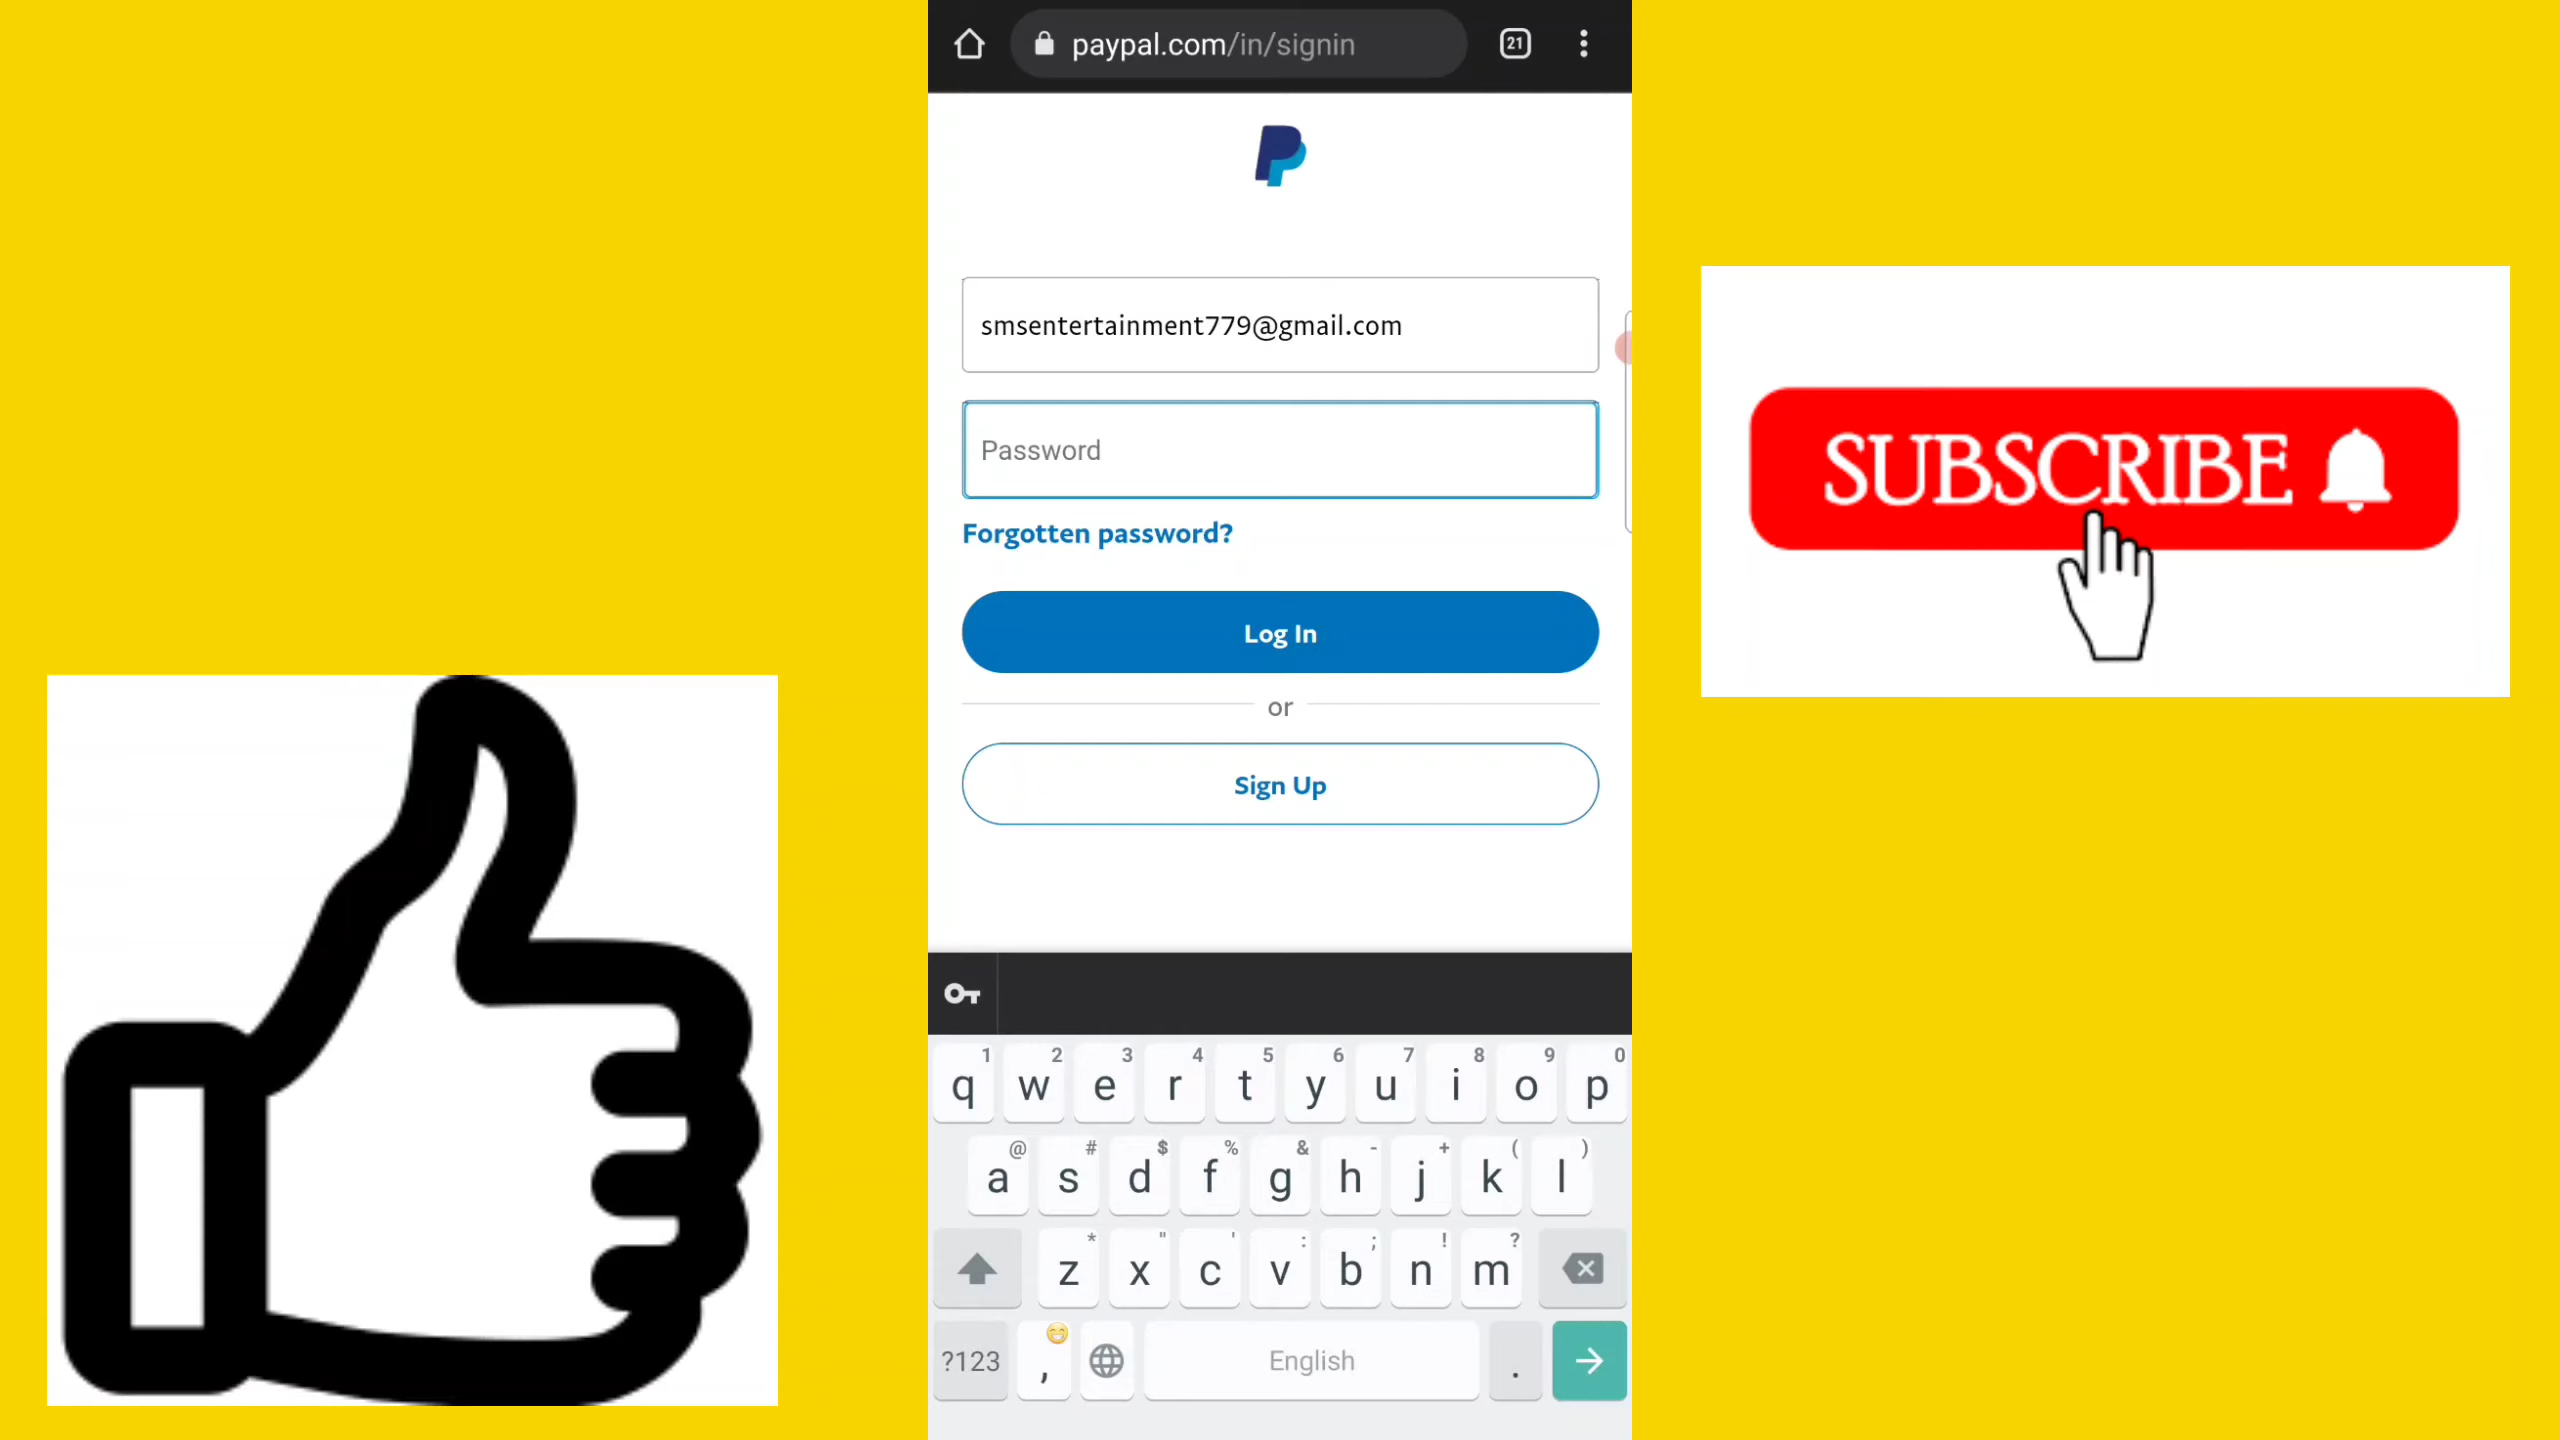 paypal.com/in/signin
21
smsentertainment779@gmail.com
Password
Forgotten password?
Log In
or
Sign Up
SUBSCRIBE
1 2 3 4 5 6 7 8 9 0
q w e r t y u i o p
@ # $ % & - + ( )
a s d f g h j k l
* " ' : ; ! ?
z x c v b n m
?123 , English .